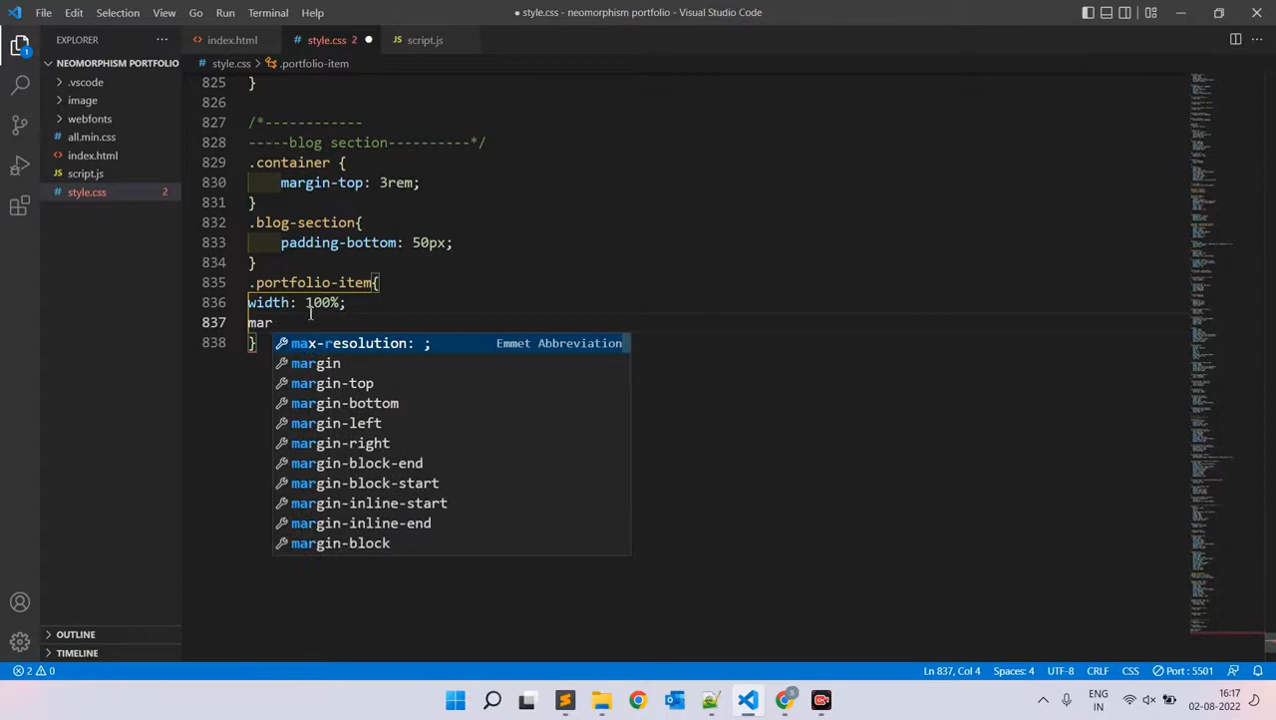 File Edit Selection View Go Run Terminal Help
● style.css - neomorphism portfolio - Visual Studio Code
EXPLORER ···
index.html
style.css 2 ●
script.js
NEOMORPHISM PORTFOLIO
style.css > .portfolio-item
.vscode
image
webfonts
all.min.css
index.html
script.js
style.css 2
825 }
826
827 /*------------
828 -----blog section----------*/
829 .container {
830 margin-top: 3rem;
831 }
832 .blog-section{
833 padding-bottom: 50px;
834 }
835 .portfolio-item{
836 width: 100%;
837 mar
838 }
max-resolution: ; Emmet Abbreviation
margin
margin-top
margin-bottom
margin-left
margin-right
margin-block-end
margin-block-start
margin-inline-start
margin-inline-end
margin-block
OUTLINE
TIMELINE
2 0 Ln 837, Col 4 Spaces: 4 UTF-8 CRLF CSS Port : 5501
ENG
IN
16:17
02-08-2022